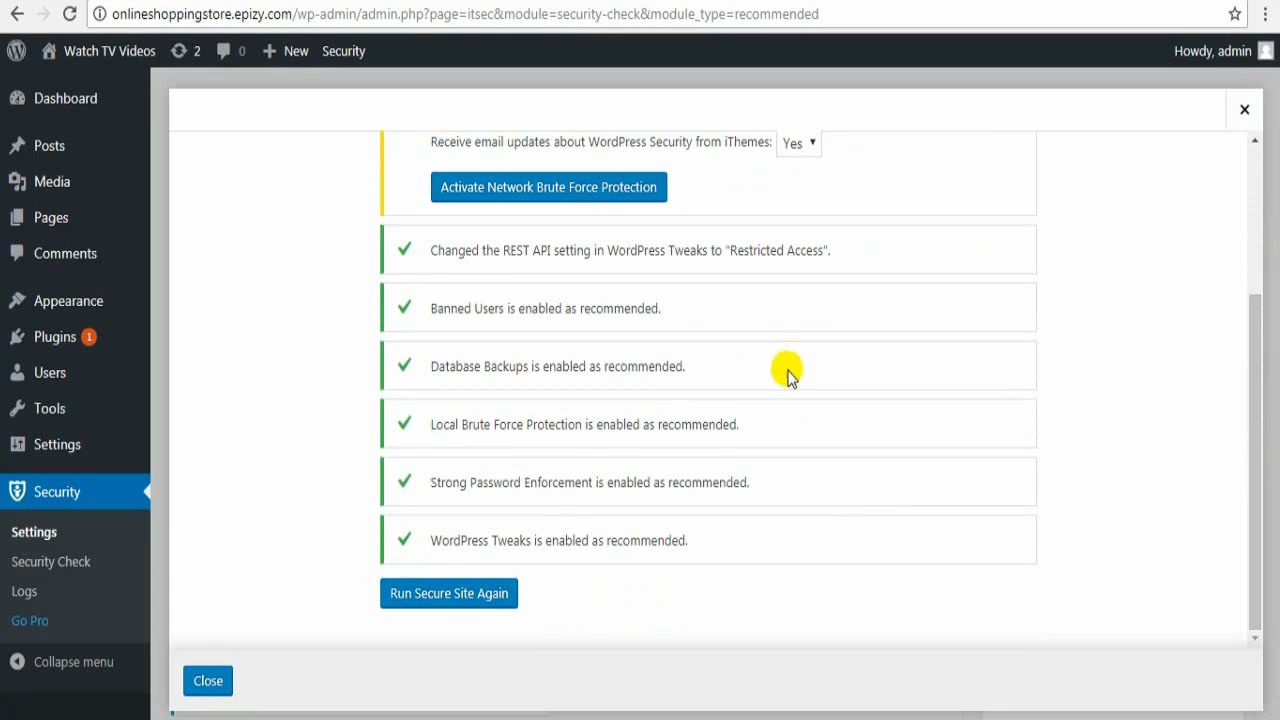 onlineshoppingstore.epizy.com/wp-admin/admin.php?page=itsec&module=security-check&module_type=recommended
Watch TV Videos 2 0 New Security Howdy, admin
Dashboard
Posts
Media
Pages
Comments
Appearance
Plugins 1
Users
Tools
Settings
Security
Settings
Security Check
Logs
Go Pro
Collapse menu
Receive email updates about WordPress Security from iThemes: Yes
Activate Network Brute Force Protection
Changed the REST API setting in WordPress Tweaks to "Restricted Access".
Banned Users is enabled as recommended.
Database Backups is enabled as recommended.
Local Brute Force Protection is enabled as recommended.
Strong Password Enforcement is enabled as recommended.
WordPress Tweaks is enabled as recommended.
Run Secure Site Again
Close